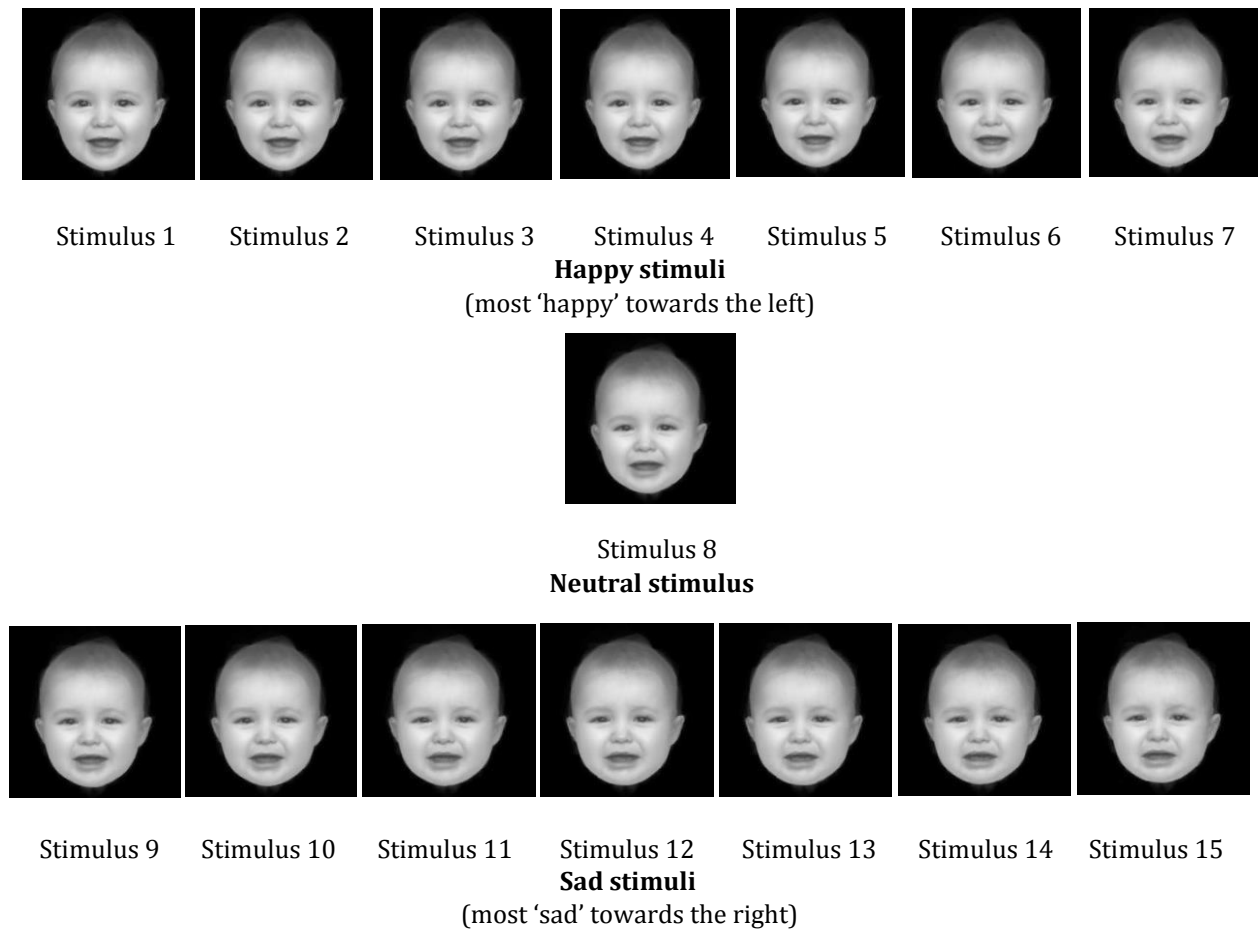 Stimulus 1 Stimulus 2 Stimulus 3 Stimulus 4 Stimulus 5 Stimulus 6 Stimulus 7
Happy stimuli
(most ‘happy’ towards the left)
Stimulus 8
Neutral stimulus
Stimulus 9 Stimulus 10 Stimulus 11 Stimulus 12 Stimulus 13 Stimulus 14 Stimulus 15
Sad stimuli
(most ‘sad’ towards the right)